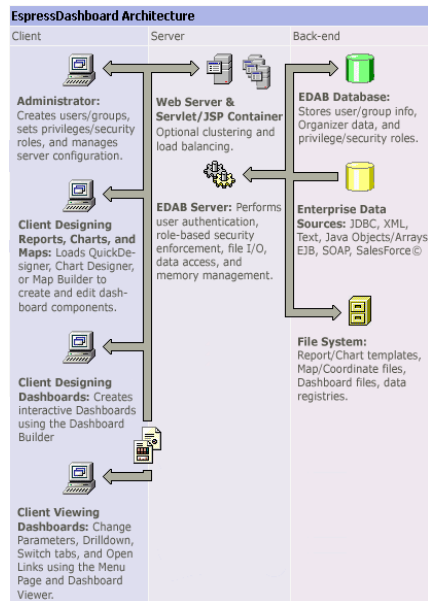 EspressDashboard Architecture
Client
Server
Back-end
Administrator:
Creates users/groups,
sets privileges/security
roles, and manages
server configuration.
Client Designing
Reports, Charts, and
Maps: Loads QuickDe-
signer, Chart Designer,
or Map Builder to
create and edit dash-
board components.
Client Designing
Dashboards: Creates
interactive Dashboards
using the Dashboard
Builder
Client Viewing
Dashboards: Change
Parameters, Drilldown,
Switch tabs, and Open
Links using the Menu
Page and Dashboard
Viewer.
Web Server &
Servlet/JSP Container
Optional clustering and
load balancing.
EDAB Server: Performs
user authentication,
role-based security
enforcement, file I/O,
data access, and
memory management.
EDAB Database:
Stores user/group info,
Organizer data, and
privilege/security roles.
Enterprise Data
Sources: JDBC, XML,
Text, Java Objects/Arrays
EJB, SOAP, SalesForce©
File System:
Report/Chart templates,
Map/Coordinate files,
Dashboard files, data
registries.